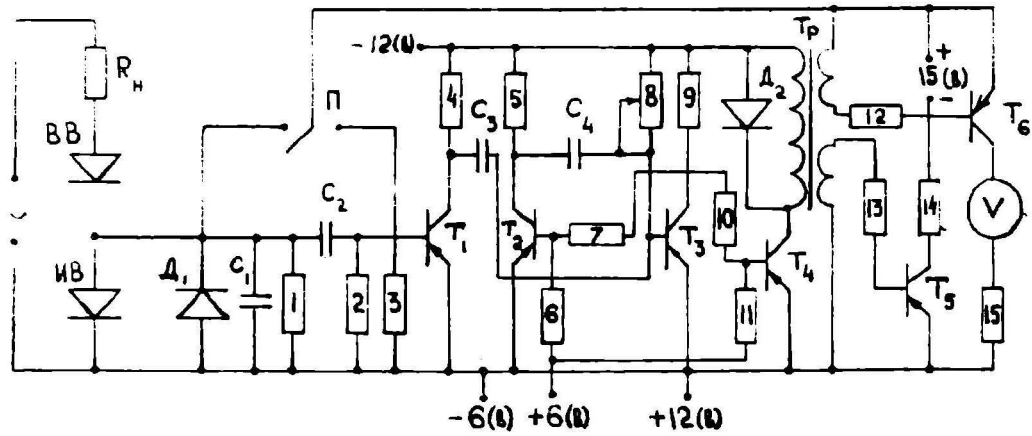 Rн
ВВ
ИВ
П
Д₁
C₁
C₂
1
2
3
-12(В)
4
C₃
5
C₄
8
9
Д₂
Тр
T₁
T₂
6
7
T₃
10
11
T₄
12
13
14
+
15(В)
-
T₅
T₆
V
15
-6(В) +6(В) +12(В)